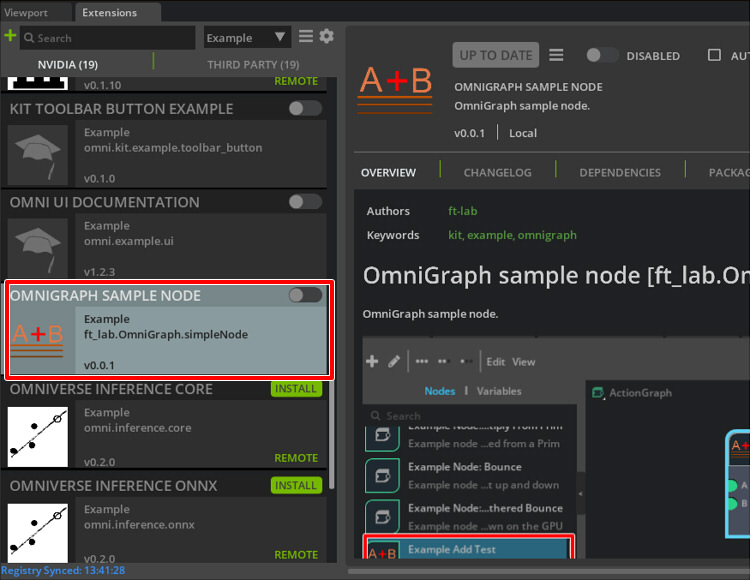 Viewport
Extensions
Search
Example
NVIDIA (19)
THIRD PARTY (19)
v0.1.10
REMOTE
KIT TOOLBAR BUTTON EXAMPLE
Example
omni.kit.example.toolbar_button
v0.1.0
OMNI UI DOCUMENTATION
Example
omni.example.ui
v1.2.3
OMNIGRAPH SAMPLE NODE
A+B
Example
ft_lab.OmniGraph.simpleNode
v0.0.1
OMNIVERSE INFERENCE CORE
INSTALL
Example
omni.inference.core
v0.2.0
REMOTE
OMNIVERSE INFERENCE ONNX
INSTALL
Example
omni.inference.onnx
v0.2.0
REMOTE
Registry Synced: 13:41:28
A+B
UP TO DATE
DISABLED
AUT
OMNIGRAPH SAMPLE NODE
OmniGraph sample node.
v0.0.1
Local
OVERVIEW
CHANGELOG
DEPENDENCIES
PACKAG
Authors
ft-lab
Keywords
kit, example, omnigraph
OmniGraph sample node [ft_lab.Om
OmniGraph sample node.
Edit View
Nodes
Variables
Search
Example Node:...tiply From Prim
Example node ...ed from a Prim
Example Node: Bounce
Example node ...t up and down
Example Node:...thered Bounce
Example node ...wn on the GPU
A+B
Example Add Test
ActionGraph
A+B
A
B